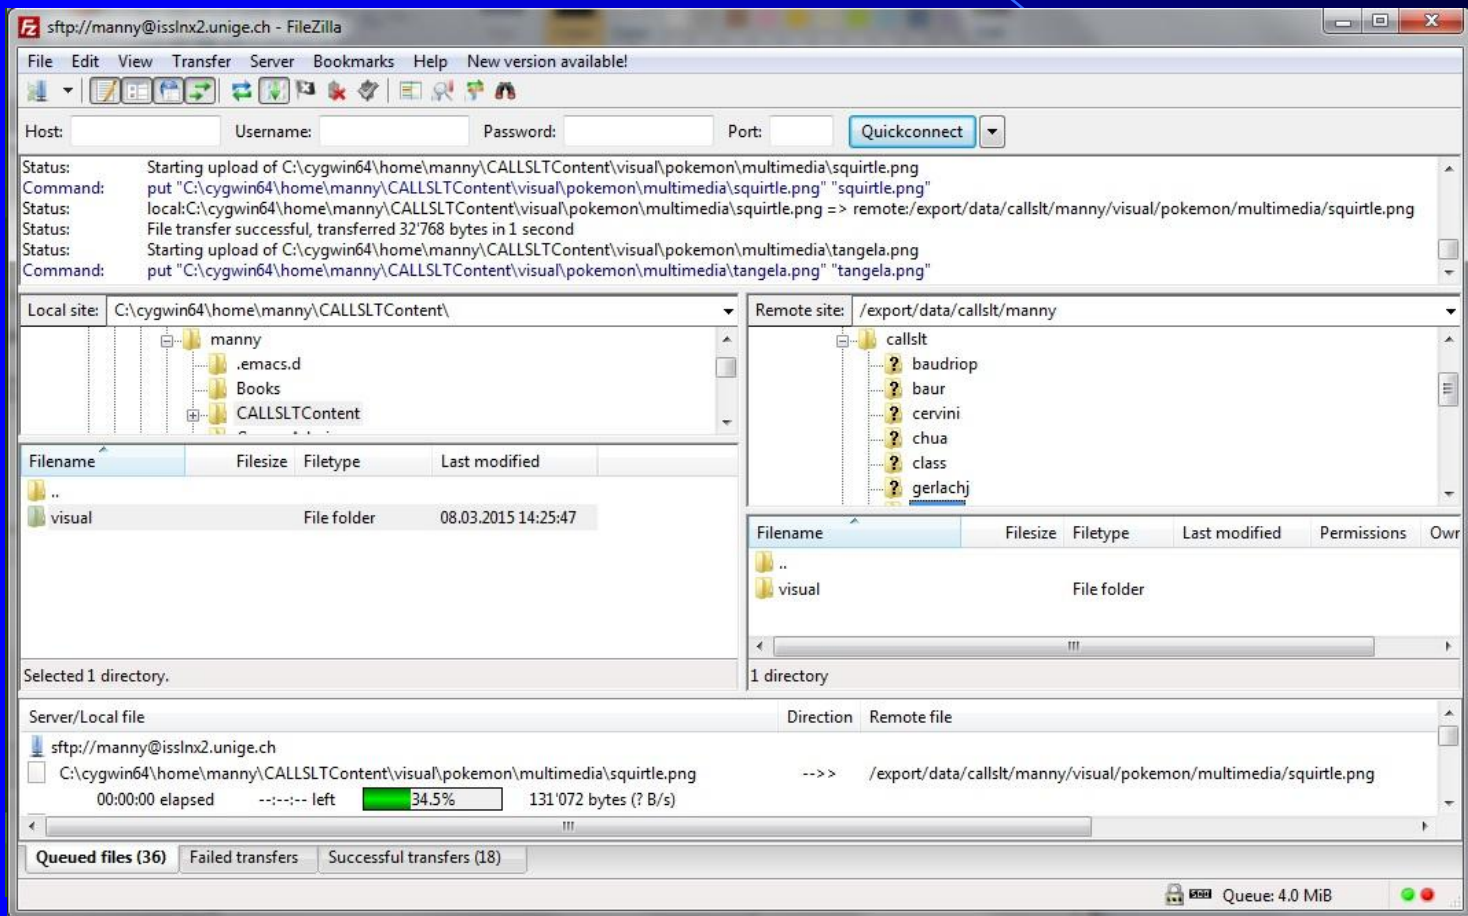 sftp://manny@isslnx2.unige.ch - FileZilla
File Edit View Transfer Server Bookmarks Help New version available!
Host: Username: Password: Port: Quickconnect
Status: Starting upload of C:\cygwin64\home\manny\CALLSLTContent\visual\pokemon\multimedia\squirtle.png
Command: put "C:\cygwin64\home\manny\CALLSLTContent\visual\pokemon\multimedia\squirtle.png" "squirtle.png"
Status: local:C:\cygwin64\home\manny\CALLSLTContent\visual\pokemon\multimedia\squirtle.png => remote:/export/data/callslt/manny/visual/pokemon/multimedia/squirtle.png
Status: File transfer successful, transferred 32'768 bytes in 1 second
Status: Starting upload of C:\cygwin64\home\manny\CALLSLTContent\visual\pokemon\multimedia\tangela.png
Command: put "C:\cygwin64\home\manny\CALLSLTContent\visual\pokemon\multimedia\tangela.png" "tangela.png"
Local site: C:\cygwin64\home\manny\CALLSLTContent\
manny
.emacs.d
Books
CALLSLTContent
Filename Filesize Filetype Last modified
..
visual File folder 08.03.2015 14:25:47
Selected 1 directory.
Remote site: /export/data/callslt/manny
callslt
? baudriop
? baur
? cervini
? chua
? class
? gerlachj
Filename Filesize Filetype Last modified Permissions Owr
..
visual File folder
1 directory
Server/Local file Direction Remote file
sftp://manny@isslnx2.unige.ch
C:\cygwin64\home\manny\CALLSLTContent\visual\pokemon\multimedia\squirtle.png -->> /export/data/callslt/manny/visual/pokemon/multimedia/squirtle.png
00:00:00 elapsed --:--:-- left 34.5% 131'072 bytes (? B/s)
Queued files (36) Failed transfers Successful transfers (18)
Queue: 4.0 MiB